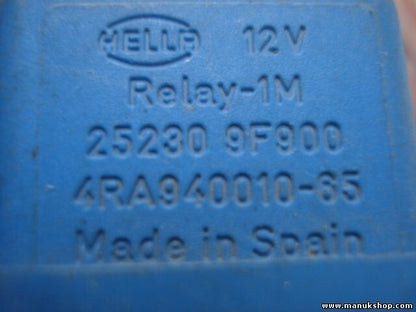 HELLA 12V
Relay-1M
25230 9F900
4RA940010-65
Made in Spain
www.manukshop.com